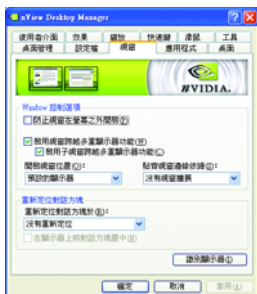 nView Desktop Manager
使用者介面 效果 縮放 快速鍵 滑鼠 工具
桌面管理 設定檔 視窗 應用程式 桌面
nVIDIA.
Window 控制選項
防止視窗在螢幕之外開啟(P)
啟用視窗跨越多重顯示器功能(W)
啟用子視窗跨越多重顯示器功能(C)
開啟視窗位置(O):
預設的顯示器
貼齊視窗邊緣修繕(G):
沒有視窗擴展
重新定位對話方塊
重新定位對話方塊於(R):
沒有重新定位
在顯示器上將對話方塊置中(N)
識別顯示器(I)
確定 取消 套用(A)